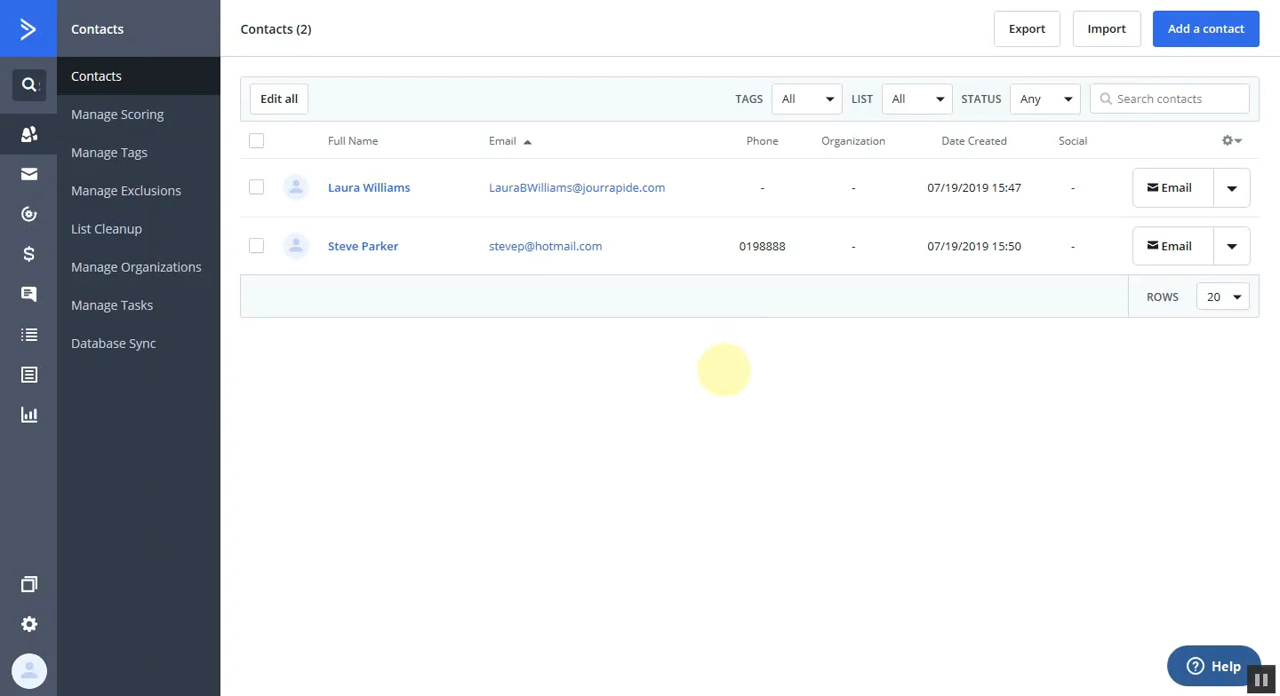 Contacts
Contacts (2)
Export
Import
Add a contact
Contacts
Manage Scoring
Manage Tags
Manage Exclusions
List Cleanup
Manage Organizations
Manage Tasks
Database Sync
Edit all
TAGS All LIST All STATUS Any Search contacts
Full Name Email Phone Organization Date Created Social
Laura Williams LauraBWilliams@jourrapide.com - - 07/19/2019 15:47 - Email
Steve Parker stevep@hotmail.com 0198888 - 07/19/2019 15:50 - Email
ROWS 20
Help